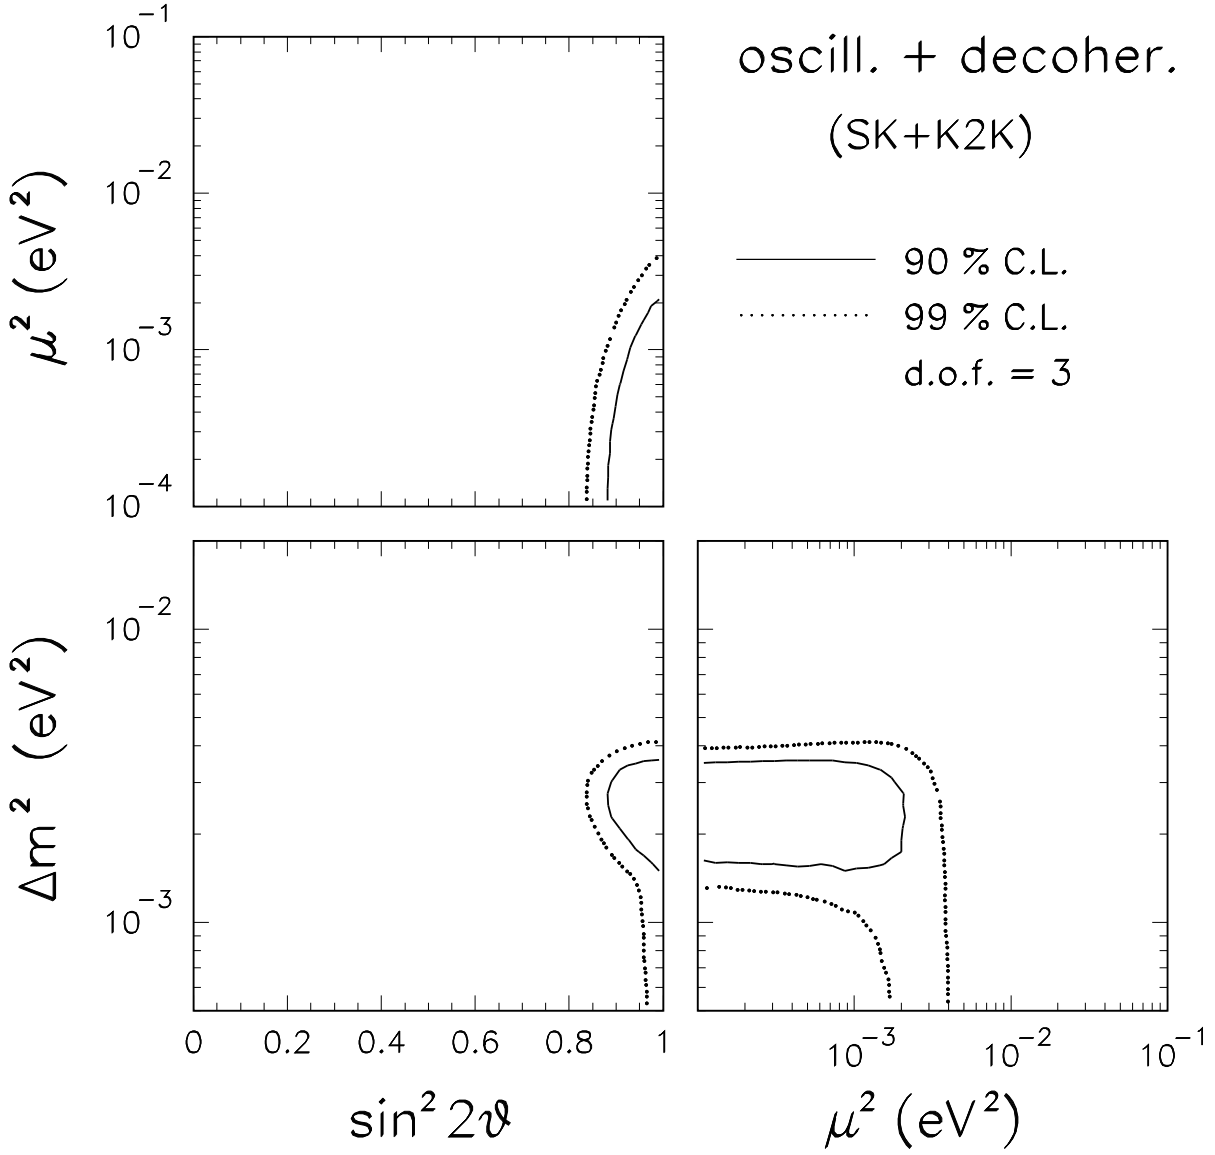 oscill. + decoher.
(SK+K2K)
90 % C.L.
99 % C.L.
d.o.f. = 3
μ² (eV²)
10⁻¹
10⁻²
10⁻³
10⁻⁴
Δm² (eV²)
10⁻²
10⁻³
0 0.2 0.4 0.6 0.8 1
sin² 2ϑ
10⁻³ 10⁻² 10⁻¹
μ² (eV²)